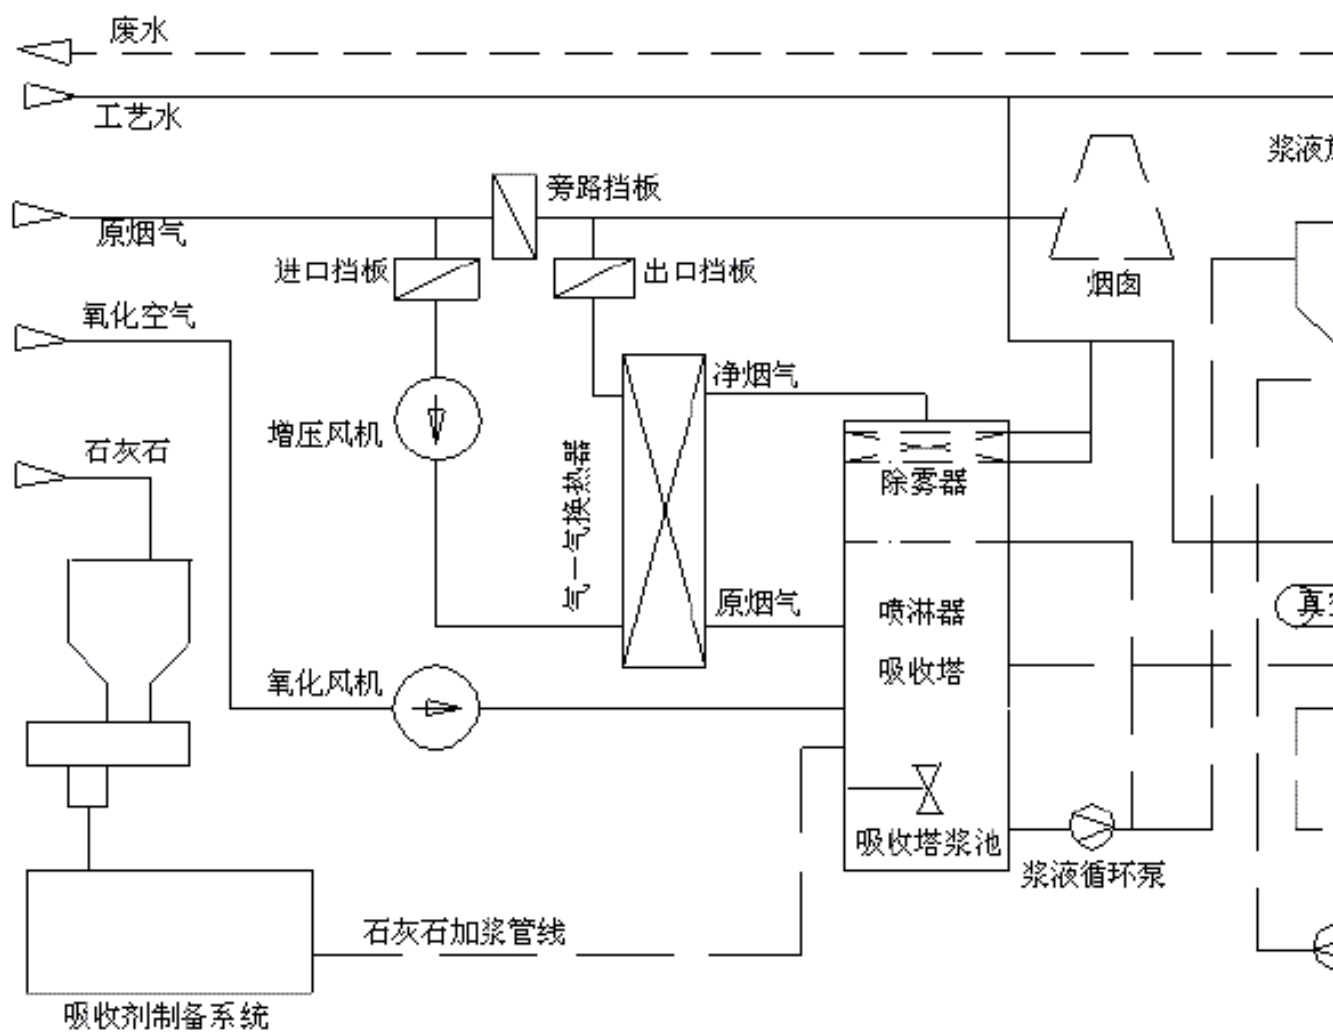 废水
工艺水
浆液
旁路挡板
原烟气
进口挡板
出口挡板
烟囱
氧化空气
净烟气
增压风机
石灰石
气一气换热器
除雾器
原烟气
喷淋器
真
吸收塔
氧化风机
吸收塔浆池
浆液循环泵
石灰石加浆管线
吸收剂制备系统